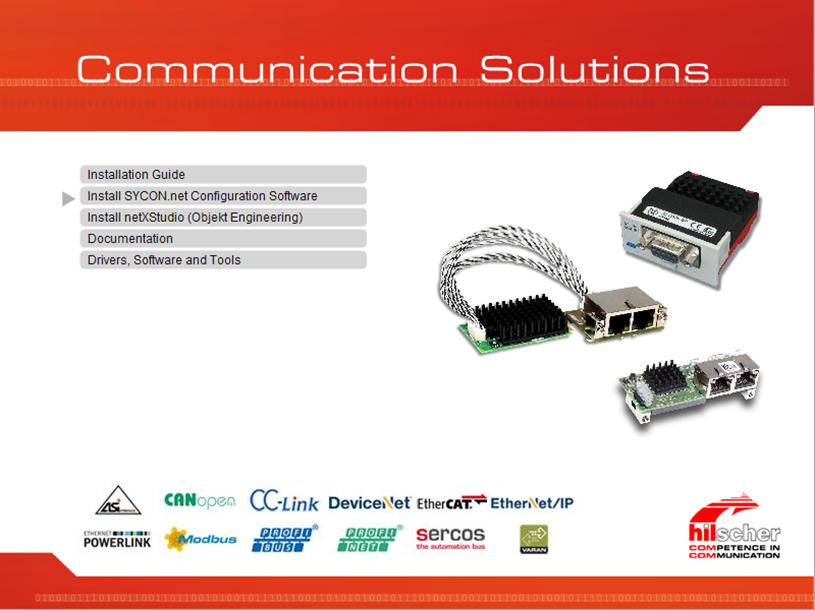 Communication Solutions
Installation Guide
Install SYCON.net Configuration Software
Install netXStudio (Objekt Engineering)
Documentation
Drivers, Software and Tools
ASi
CANopen
CC-Link
DeviceNet
EtherCAT®
EtherNet/IP
ETHERNET
POWERLINK
Modbus
PROFI®
BUS
PROFI®
NET
sercos
the automation bus
VARAN
hilscher
COMPETENCE IN
COMMUNICATION